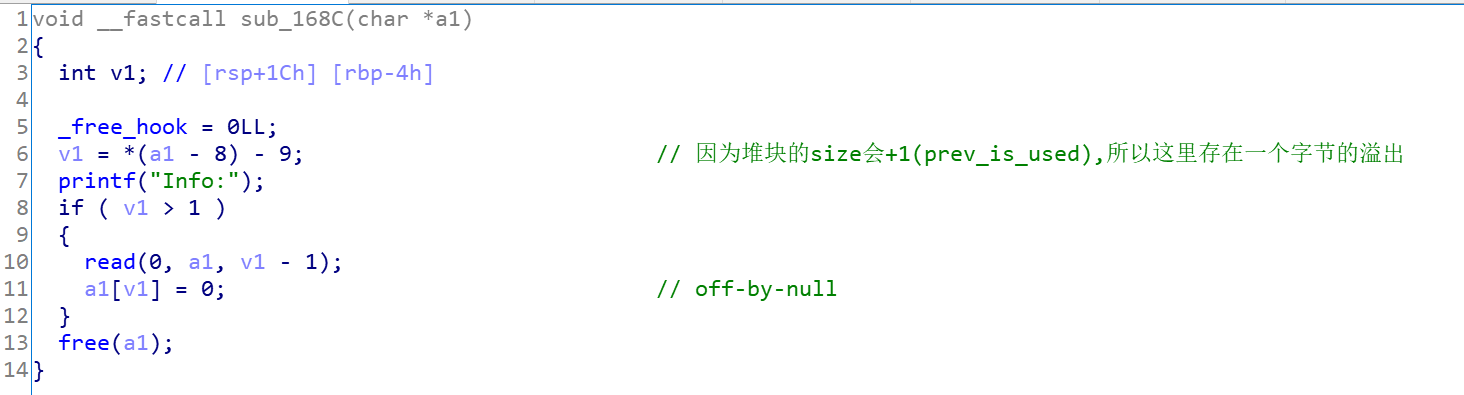 1 void __fastcall sub_168C(char *a1)
2 {
3 int v1; // [rsp+1Ch] [rbp-4h]
4
5 _free_hook = 0LL;
6 v1 = *(a1 - 8) - 9; // 因为堆块的size会+1(prev_is_used),所以这里存在一个字节的溢出
7 printf("Info:");
8 if ( v1 > 1 )
9 {
10 read(0, a1, v1 - 1);
11 a1[v1] = 0; // off-by-null
12 }
13 free(a1);
14 }